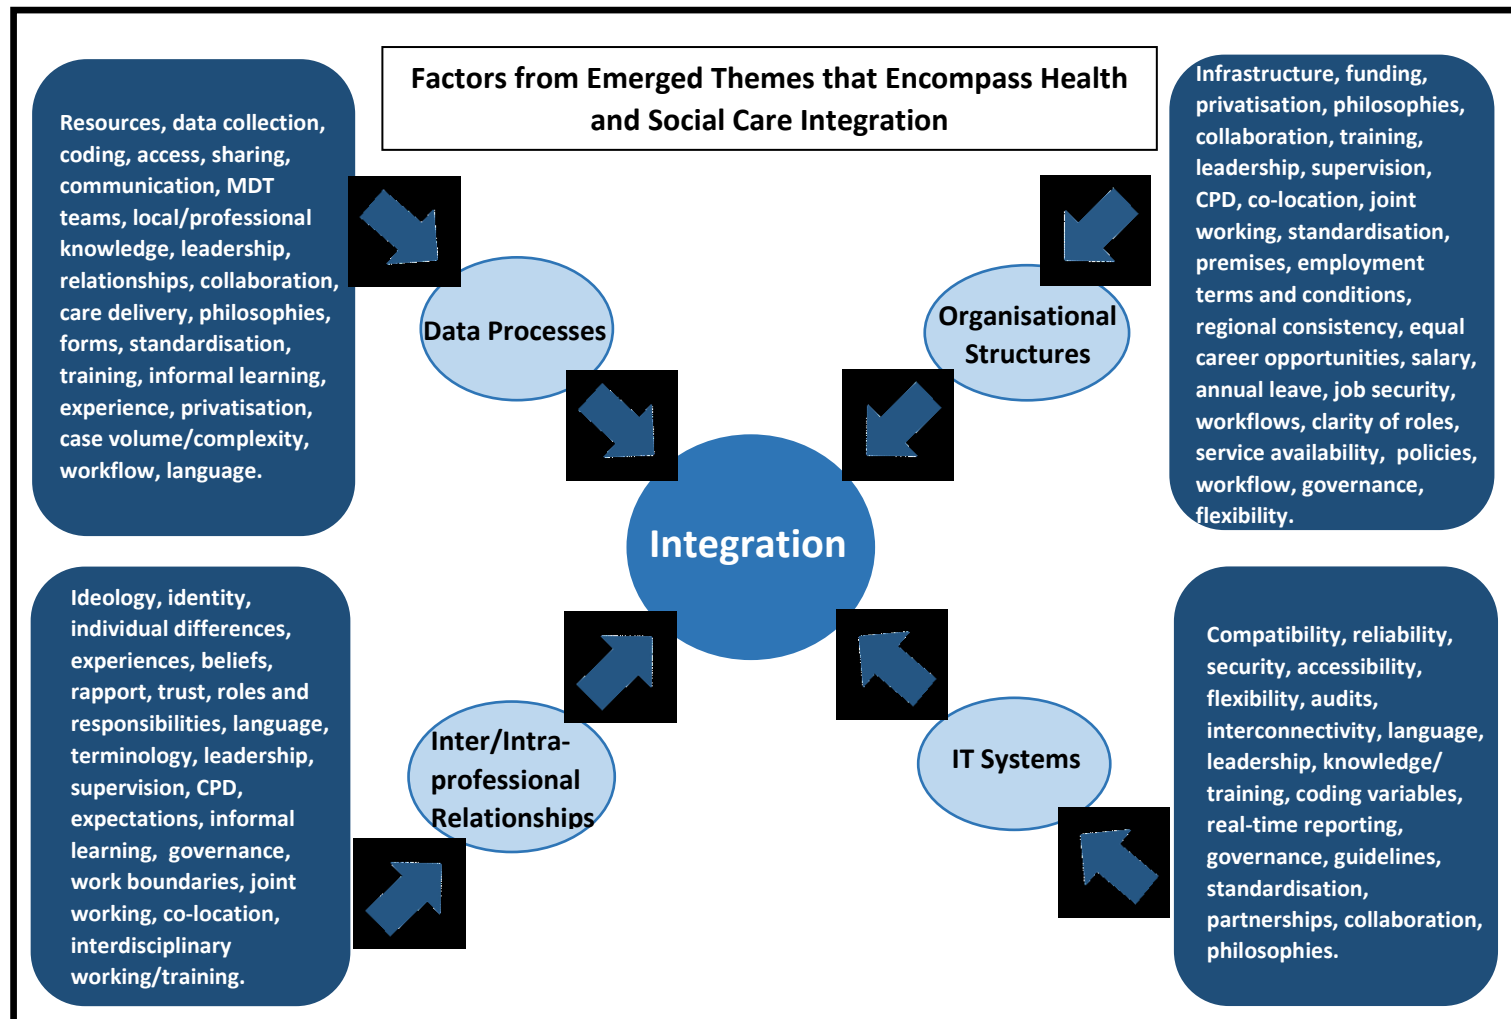 Factors from Emerged Themes that Encompass Health
and Social Care Integration
Resources, data collection,
coding, access, sharing,
communication, MDT
teams, local/professional
knowledge, leadership,
relationships, collaboration,
care delivery, philosophies,
forms, standardisation,
training, informal learning,
experience, privatisation,
case volume/complexity,
workflow, language.
Data Processes
Infrastructure, funding,
privatisation, philosophies,
collaboration, training,
leadership, supervision,
CPD, co-location, joint
working, standardisation,
premises, employment
terms and conditions,
regional consistency, equal
career opportunities, salary,
annual leave, job security,
workflows, clarity of roles,
service availability,  policies,
workflow, governance,
flexibility.
Organisational
Structures
Integration
Ideology, identity,
individual differences,
experiences, beliefs,
rapport, trust, roles and
responsibilities, language,
terminology, leadership,
supervision, CPD,
expectations, informal
learning,  governance,
work boundaries, joint
working, co-location,
interdisciplinary
working/training.
Inter/Intra-
professional
Relationships
IT Systems
Compatibility, reliability,
security, accessibility,
flexibility, audits,
interconnectivity, language,
leadership, knowledge/
training, coding variables,
real-time reporting,
governance, guidelines,
standardisation,
partnerships, collaboration,
philosophies.